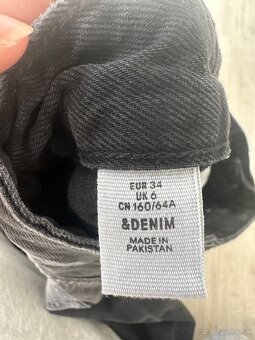 EUR 34
UK 6
CN 160/64A
&DENIM
MADE IN
PAKISTAN